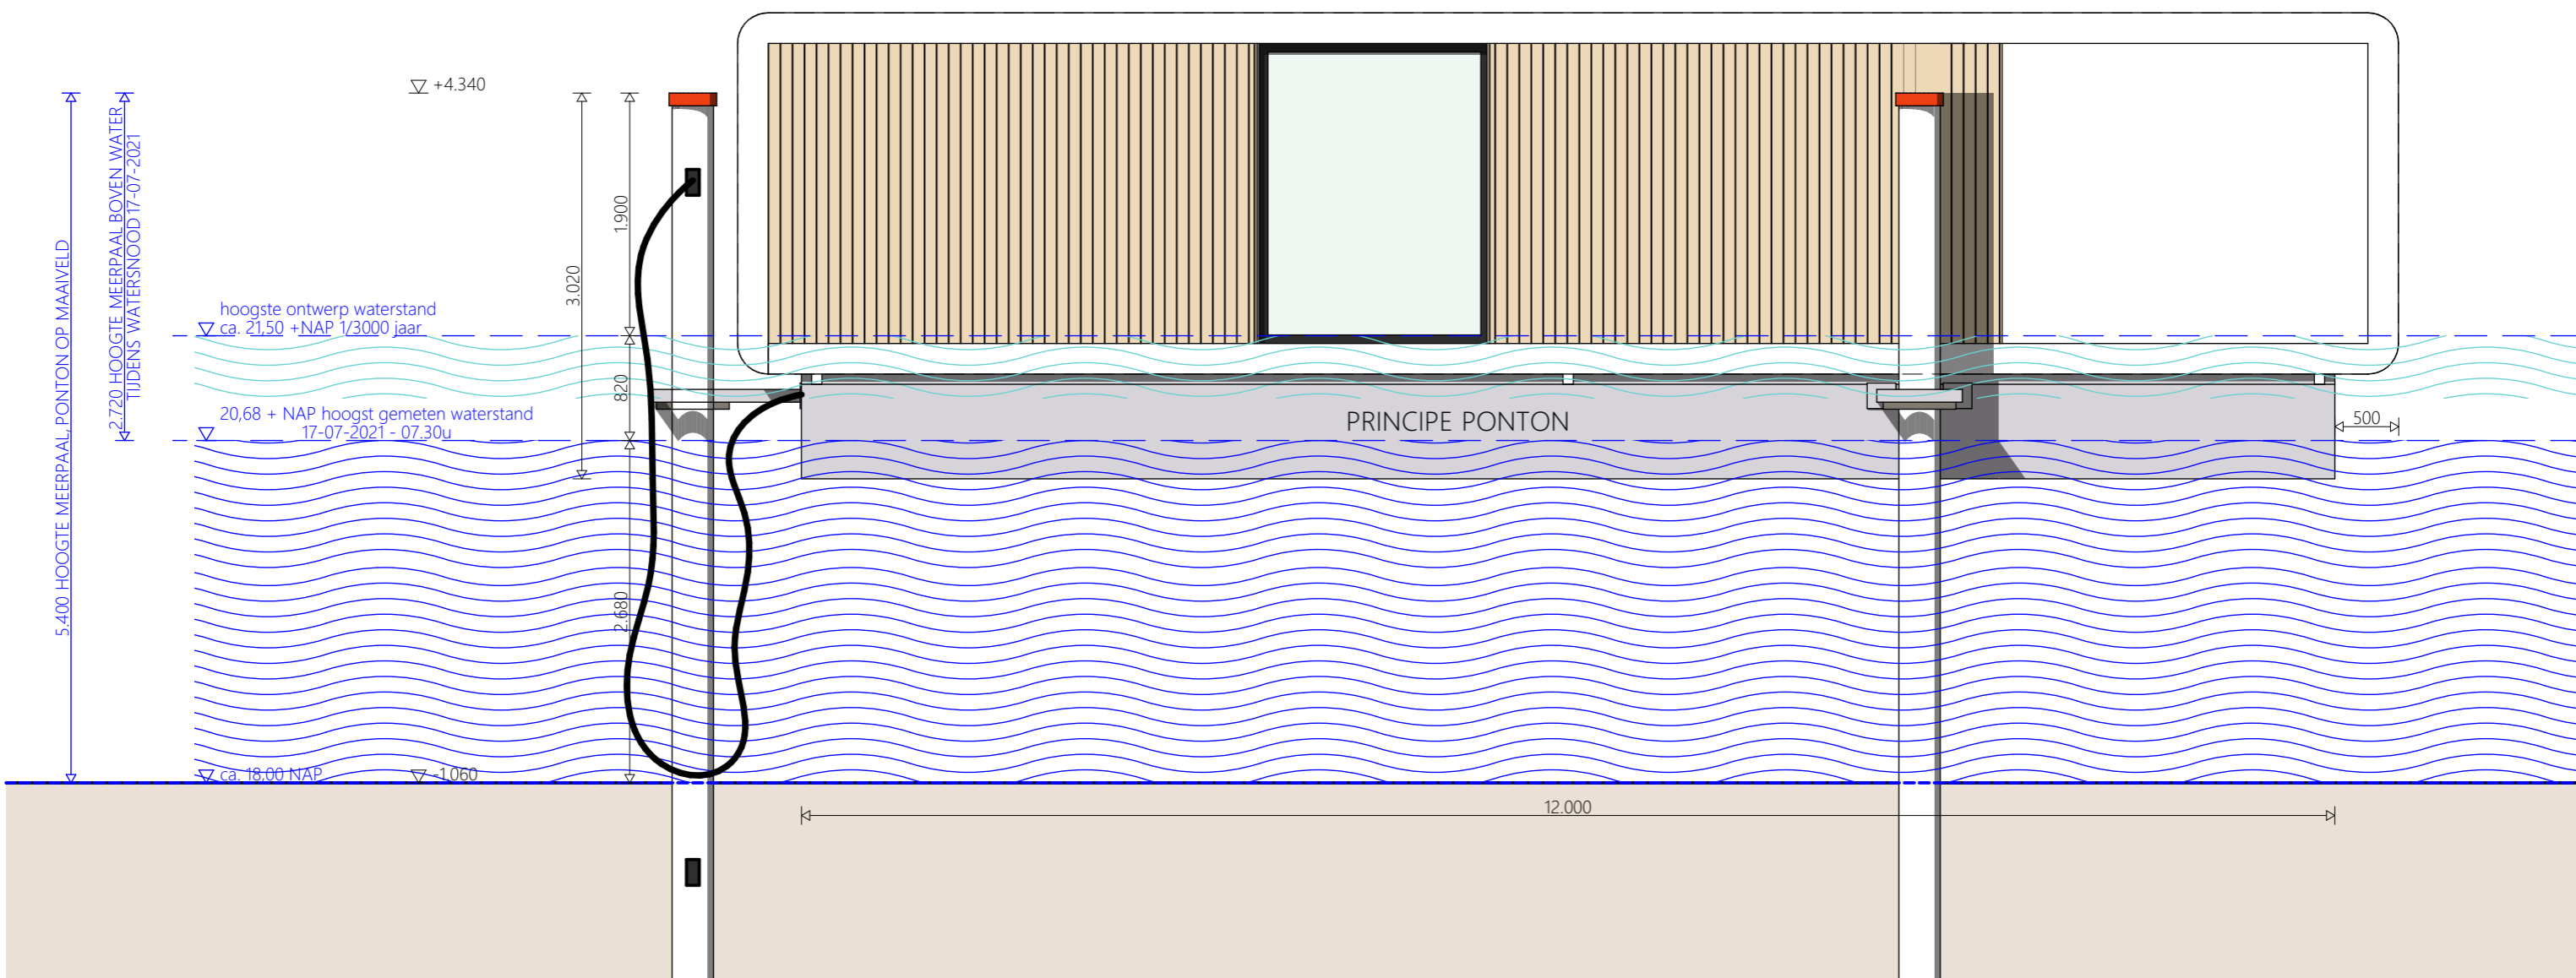 +4.340
5.400 HOOGTE MEERPAAL, PONTON OP MAAIVELD
2.720 HOOGTE MEERPAAL BOVEN WATER
TIJDENS WATERSNOOD 17-07-2021
3.020
1.900
hoogste ontwerp waterstand
ca. 21,50 +NAP 1/3000 jaar
820
20,68 + NAP hoogst gemeten waterstand
17-07-2021 - 07.30u
PRINCIPE PONTON
500
2.680
ca. 18,00 NAP
-1.060
12.000